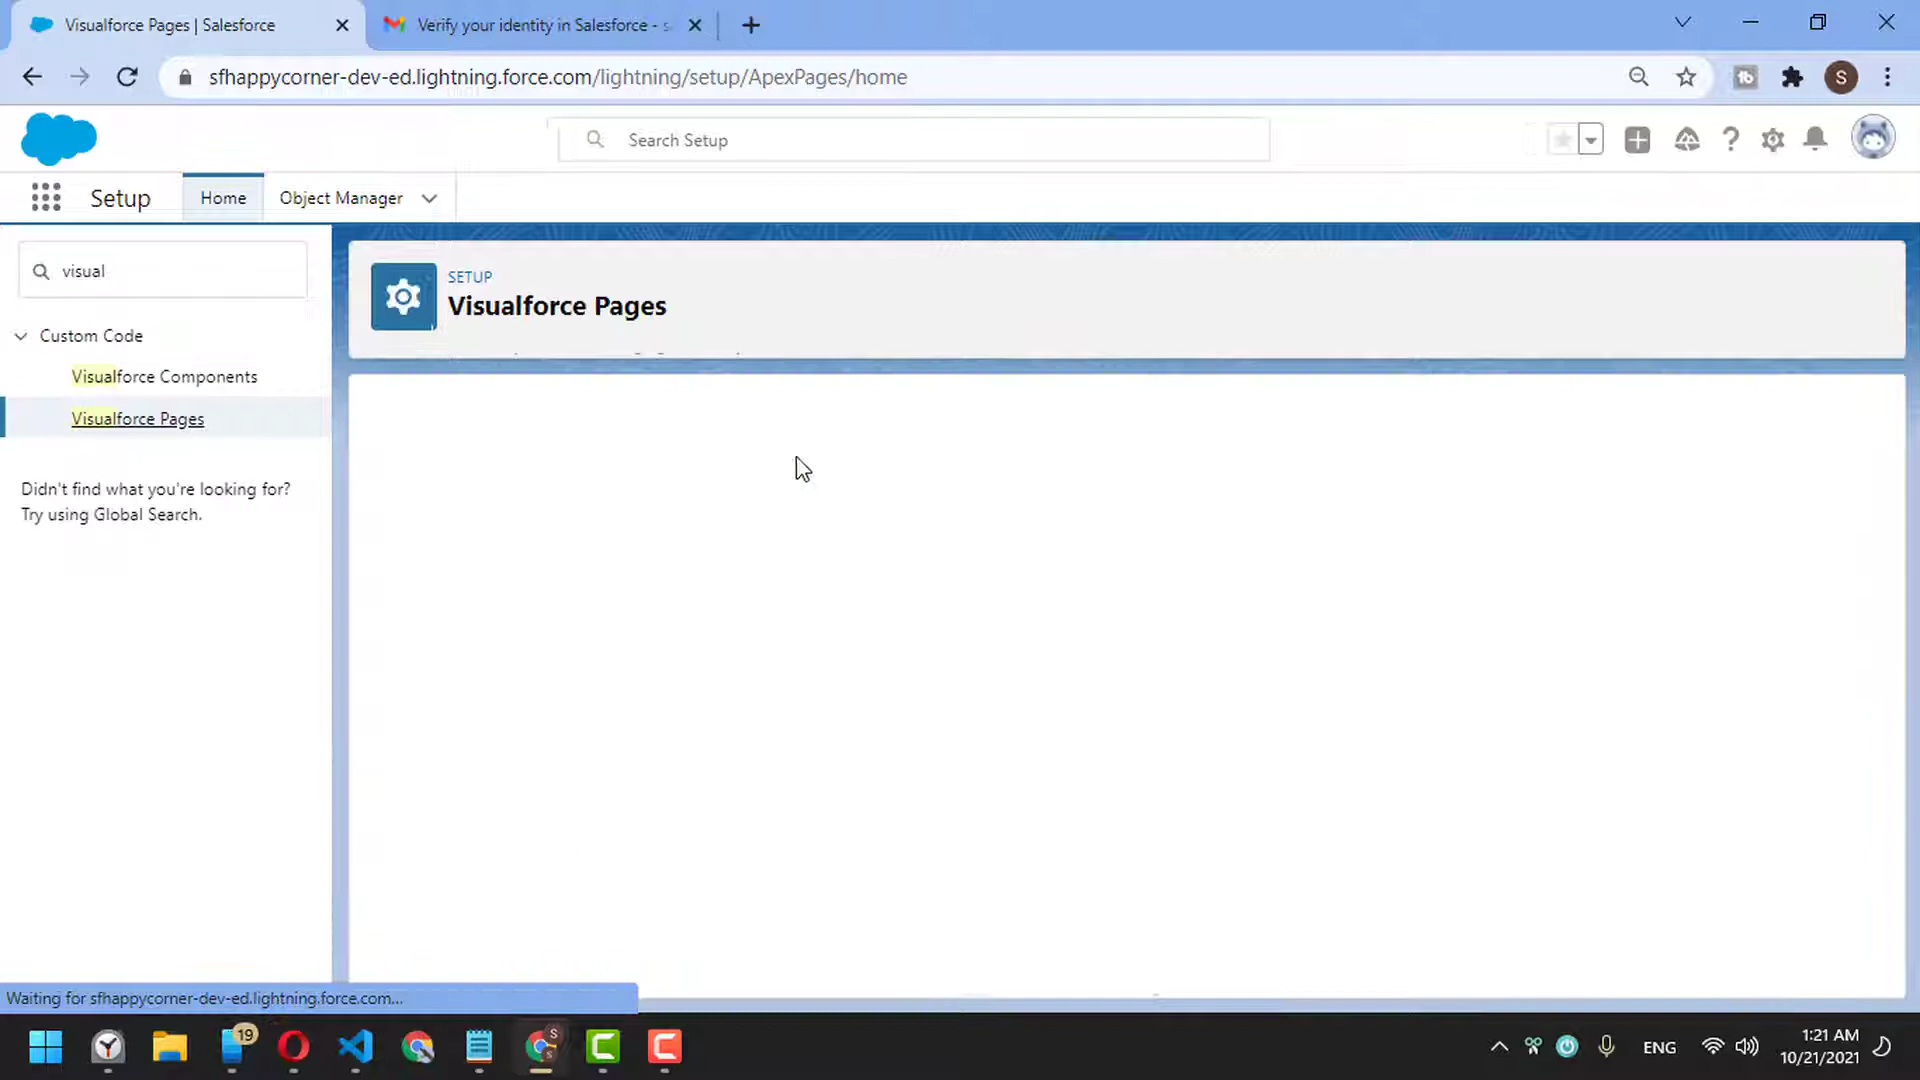 Visualforce Pages | Salesforce
Verify your identity in Salesforce - s
sfhappycorner-dev-ed.lightning.force.com/lightning/setup/ApexPages/home
S
Search Setup
Setup
Home
Object Manager
visual
SETUP
Visualforce Pages
Custom Code
Visualforce Components
Visualforce Pages
Didn't find what you're looking for?
Try using Global Search.
Waiting for sfhappycorner-dev-ed.lightning.force.com...
19
S
ENG
1:21 AM
10/21/2021